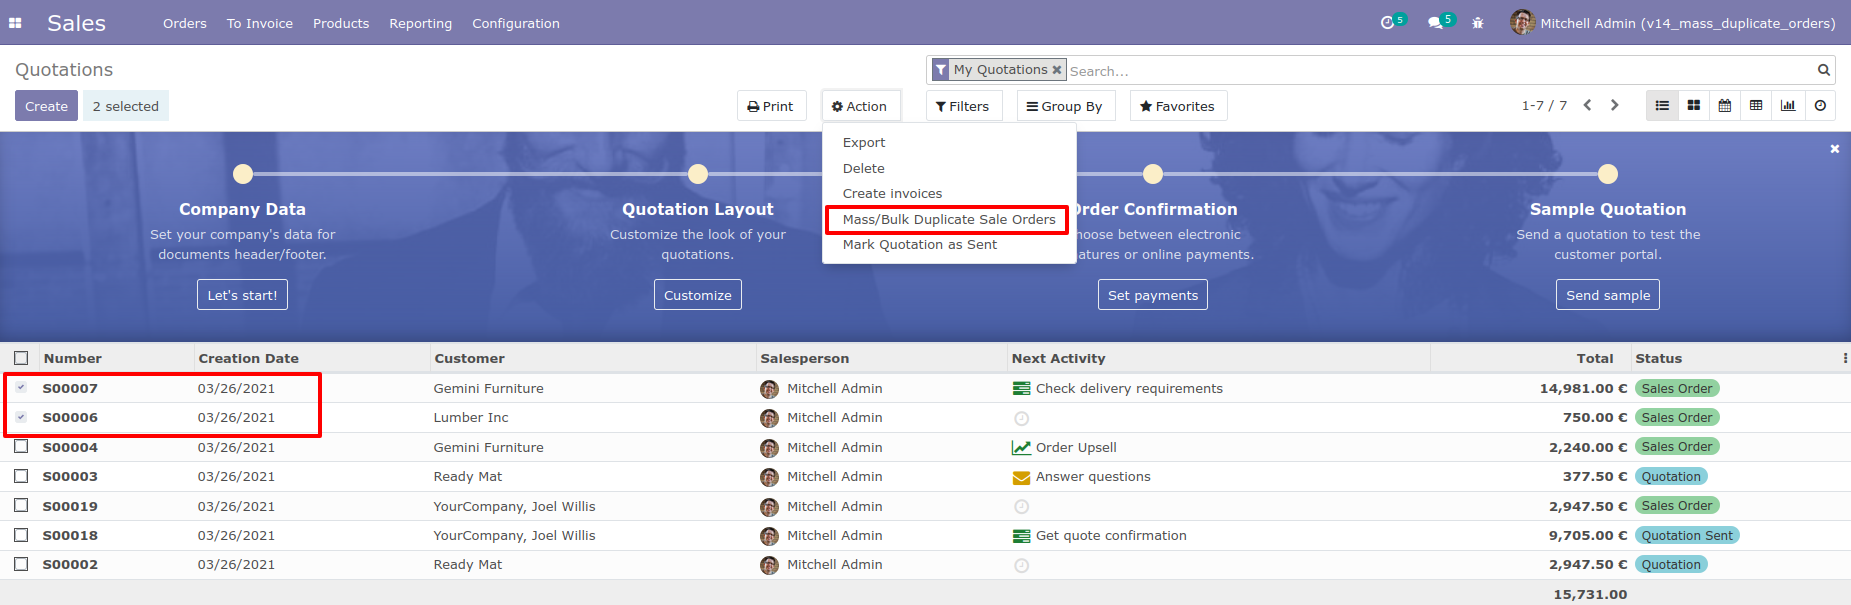 Sales Orders To Invoice Products Reporting Configuration 5 5 Mitchell Admin (v14_mass_duplicate_orders)
Quotations My Quotations Search...
Create 2 selected Print Action Filters Group By Favorites 1-7 / 7
Export
Delete
Create invoices
Mass/Bulk Duplicate Sale Orders
Mark Quotation as Sent
Company Data
Set your company's data for
documents header/footer.
Let's start!
Quotation Layout
Customize the look of your
quotations.
Customize
Order Confirmation
hoose between electronic
atures or online payments.
Set payments
Sample Quotation
Send a quotation to test the
customer portal.
Send sample
Number Creation Date Customer Salesperson Next Activity Total Status
S00007 03/26/2021 Gemini Furniture Mitchell Admin Check delivery requirements 14,981.00 € Sales Order
S00006 03/26/2021 Lumber Inc Mitchell Admin 750.00 € Sales Order
S00004 03/26/2021 Gemini Furniture Mitchell Admin Order Upsell 2,240.00 € Sales Order
S00003 03/26/2021 Ready Mat Mitchell Admin Answer questions 377.50 € Quotation
S00019 03/26/2021 YourCompany, Joel Willis Mitchell Admin 2,947.50 € Sales Order
S00018 03/26/2021 YourCompany, Joel Willis Mitchell Admin Get quote confirmation 9,705.00 € Quotation Sent
S00002 03/26/2021 Ready Mat Mitchell Admin 2,947.50 € Quotation
15,731.00